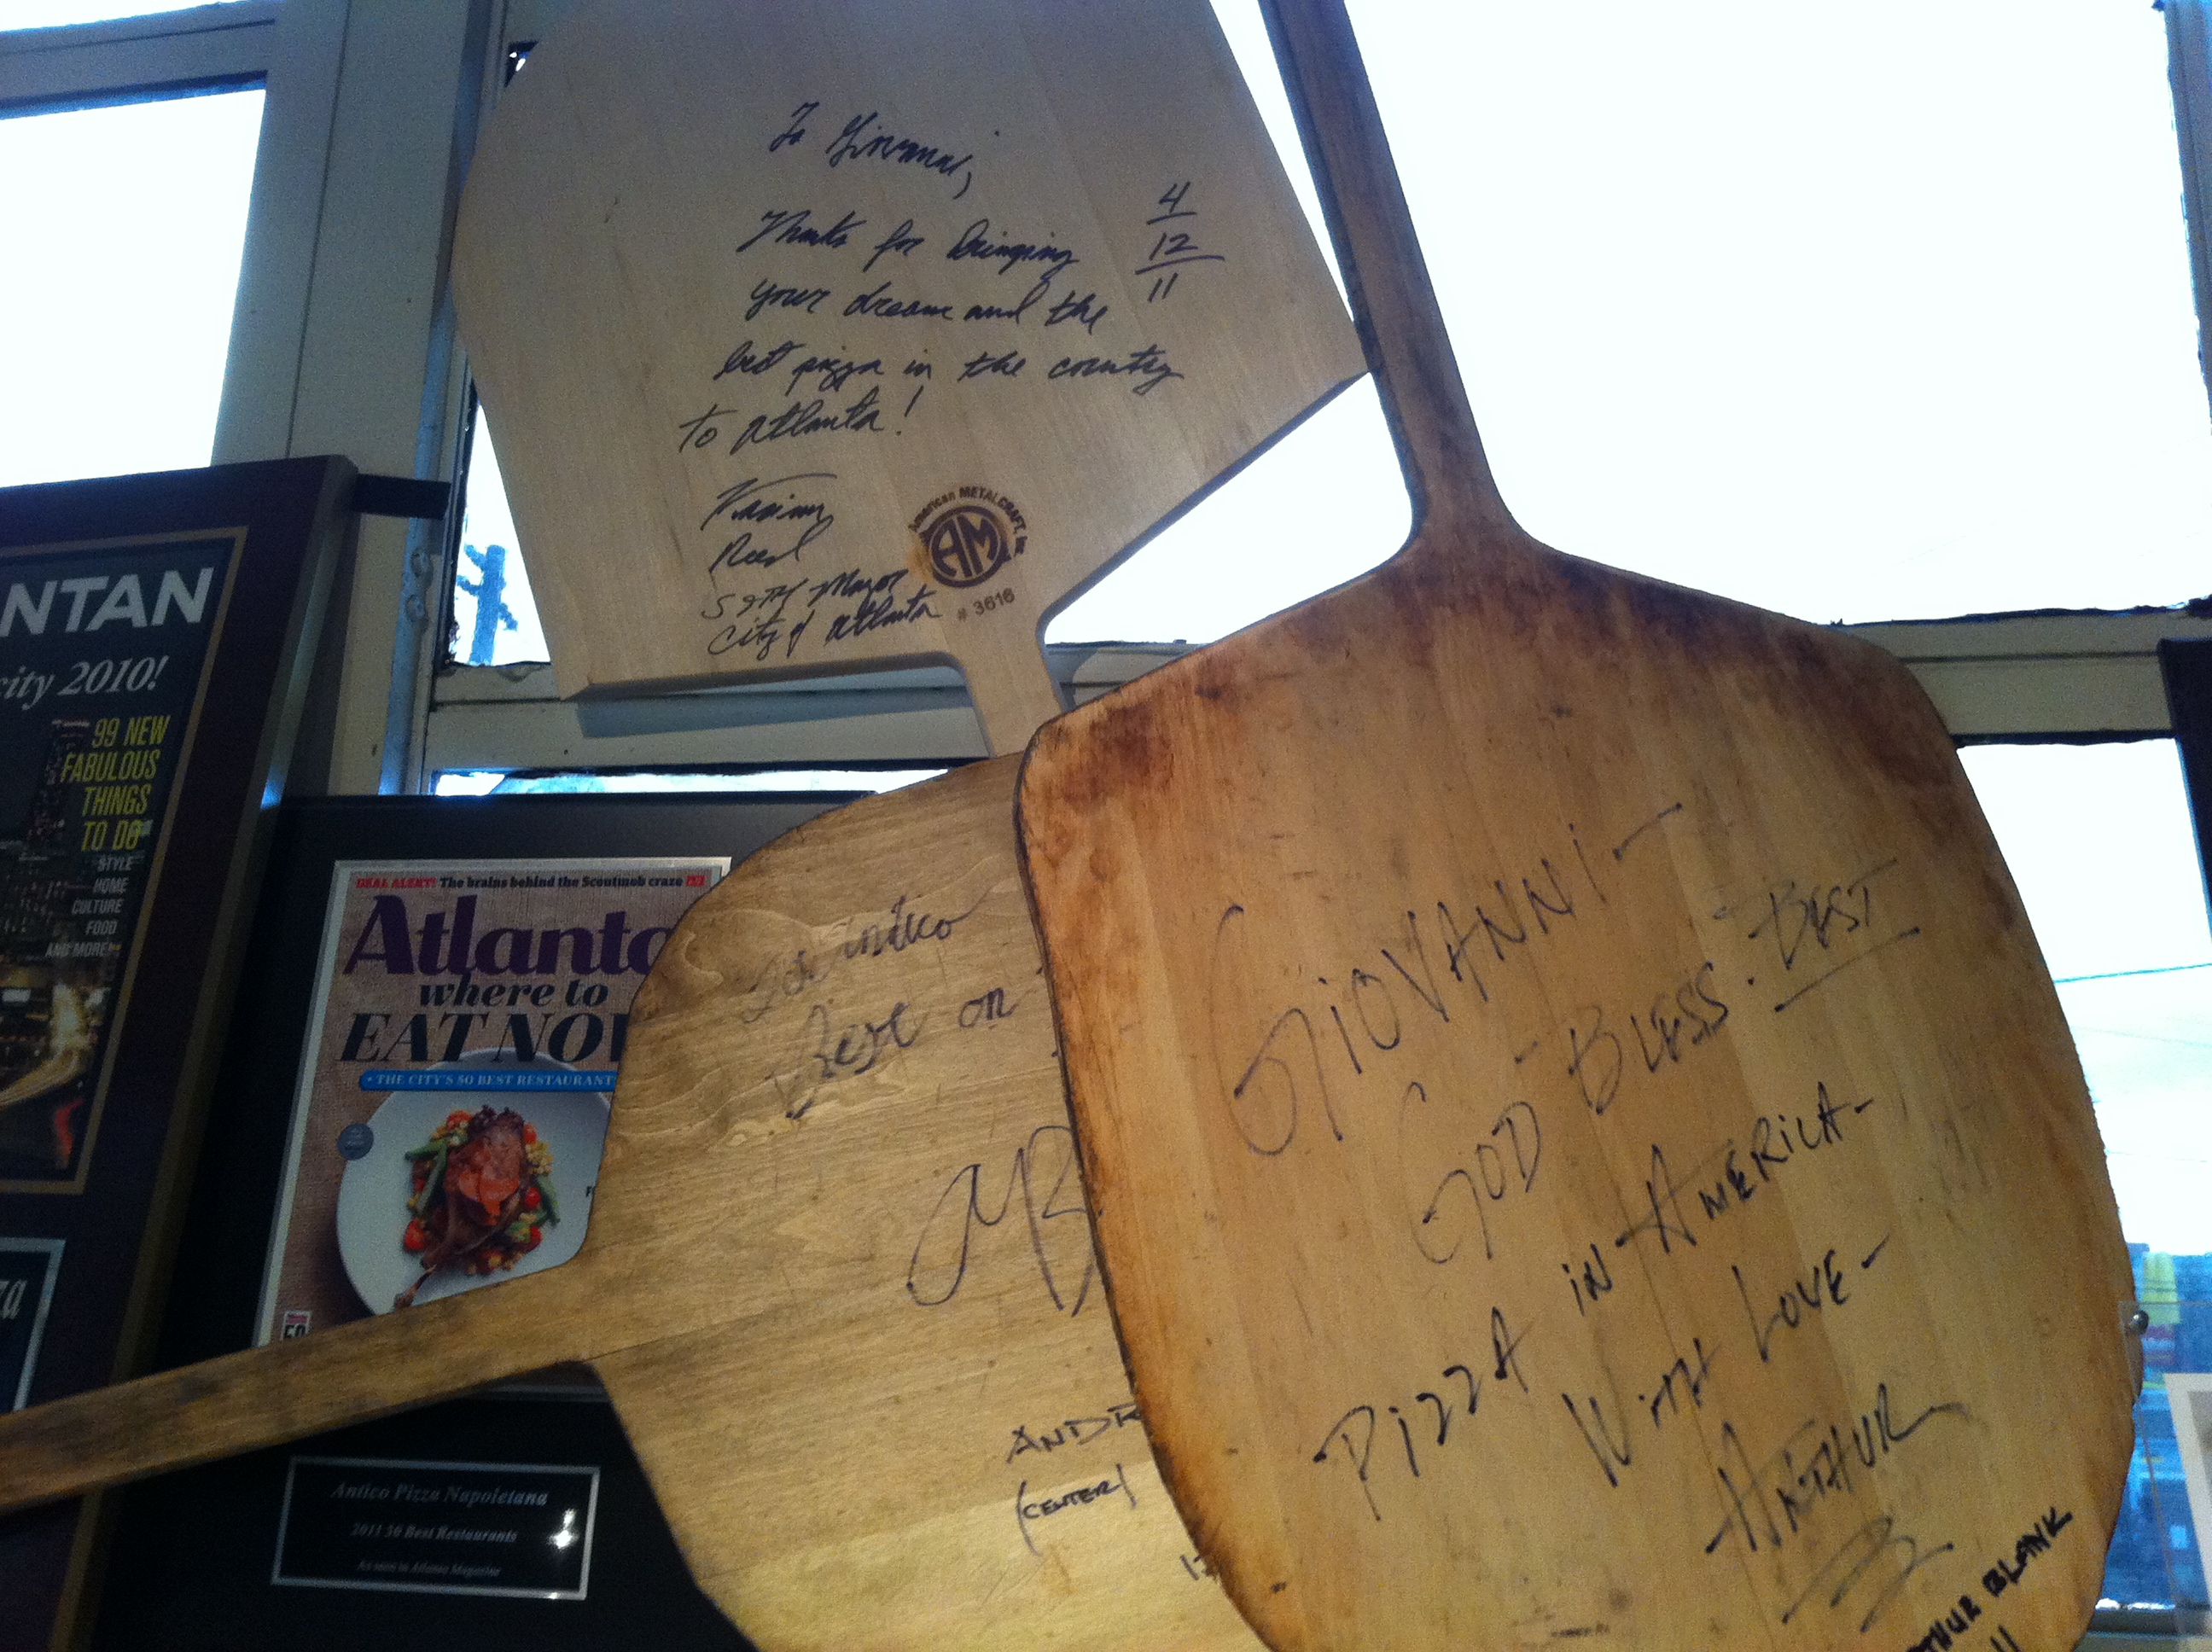 To Giovanni,
4
12
11
Thanks for bringing
your dream and the
best pizza in the country
to Atlanta!
Kasim
Reed
59TH Mayor
City of Atlanta
American METALCRAFT, Inc
AM
# 3616
NTAN
city 2010!
99 NEW
FABULOUS
THINGS
TO DO
STYLE
HOME
CULTURE
FOOD
AND MORE!
DEAL ALERT! The brains behind the Scoutmob craze
Atlanta
where to
EAT NO
• THE CITY'S 50 BEST RESTAURANT
50
Antico Pizza Napoletana
2011 50 Best Restaurants
As seen in Atlanta Magazine
Best on
ANDR
(CENTER)
GIOVANNI-
GOD BLESS. BEST
PIZZA IN AMERICA-
WITH LOVE-
ARTHUR
THUR BLANK